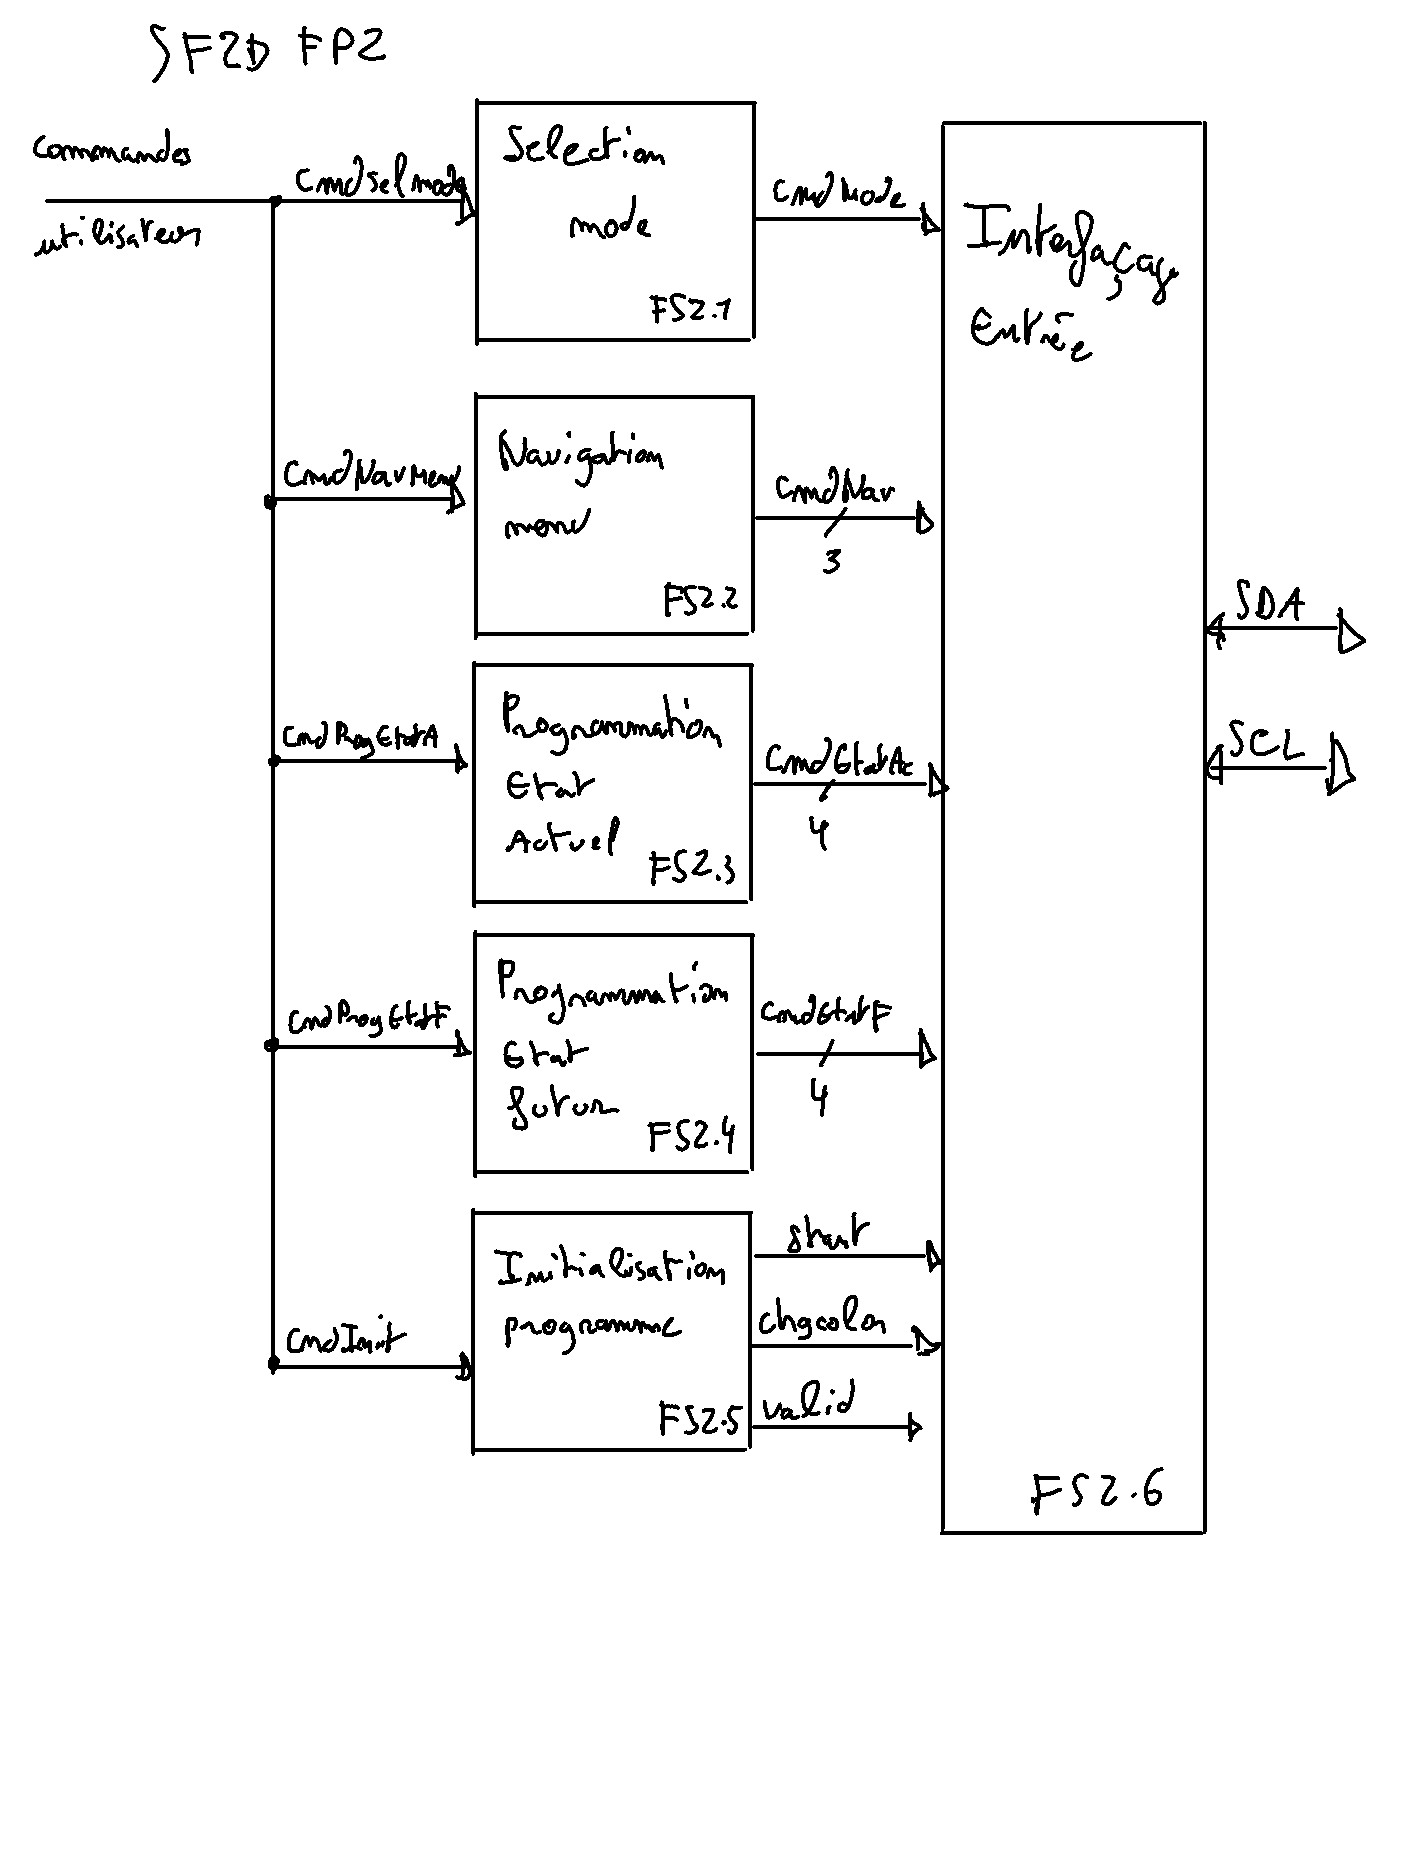 SF2D FP2
commandes
utilisateur
CmdSelmode
Selection
mode
FS2.1
CmdMode
Interfaçage
Entrée
CmdNavMenu
Navigation
menu
FS2.2
CmdNav
3
SDA
SCL
CmdProgEtatA
Programmation
Etat
Actuel
FS2.3
CmdEtatAc
4
CmdProgEtatF
Programmation
Etat
futur
FS2.4
CmdEtatF
4
CmdInit
Initialisation
programme
FS2.5
start
chgcolor
valid
FS2.6